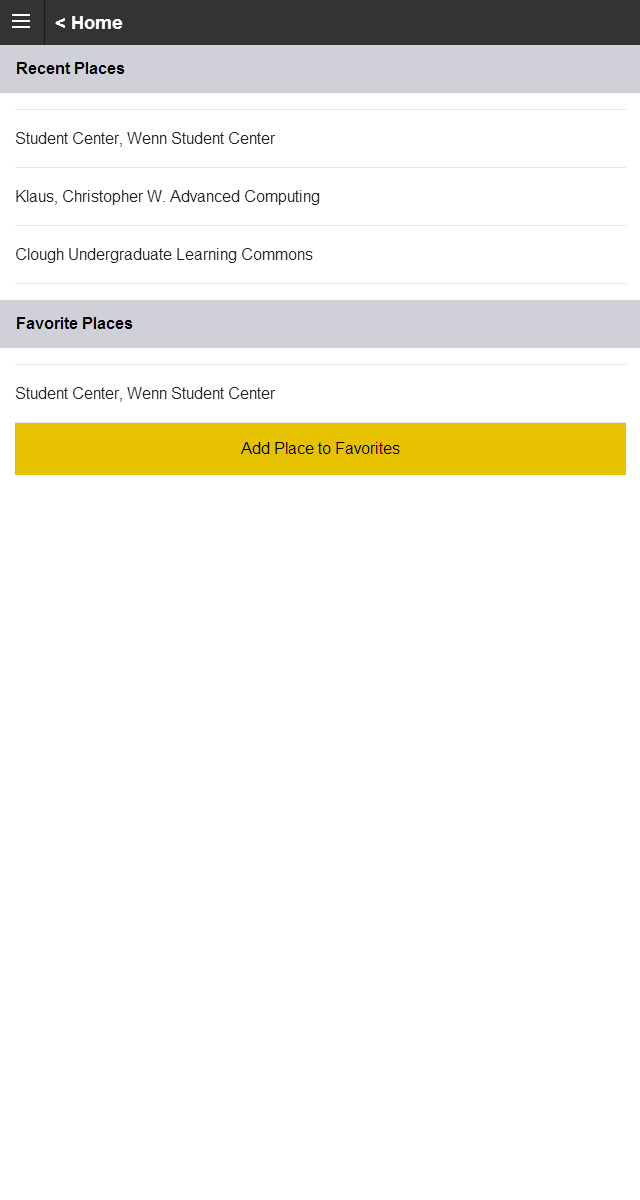 < Home
Recent Places
Student Center, Wenn Student Center
Klaus, Christopher W. Advanced Computing
Clough Undergraduate Learning Commons
Favorite Places
Student Center, Wenn Student Center
Add Place to Favorites